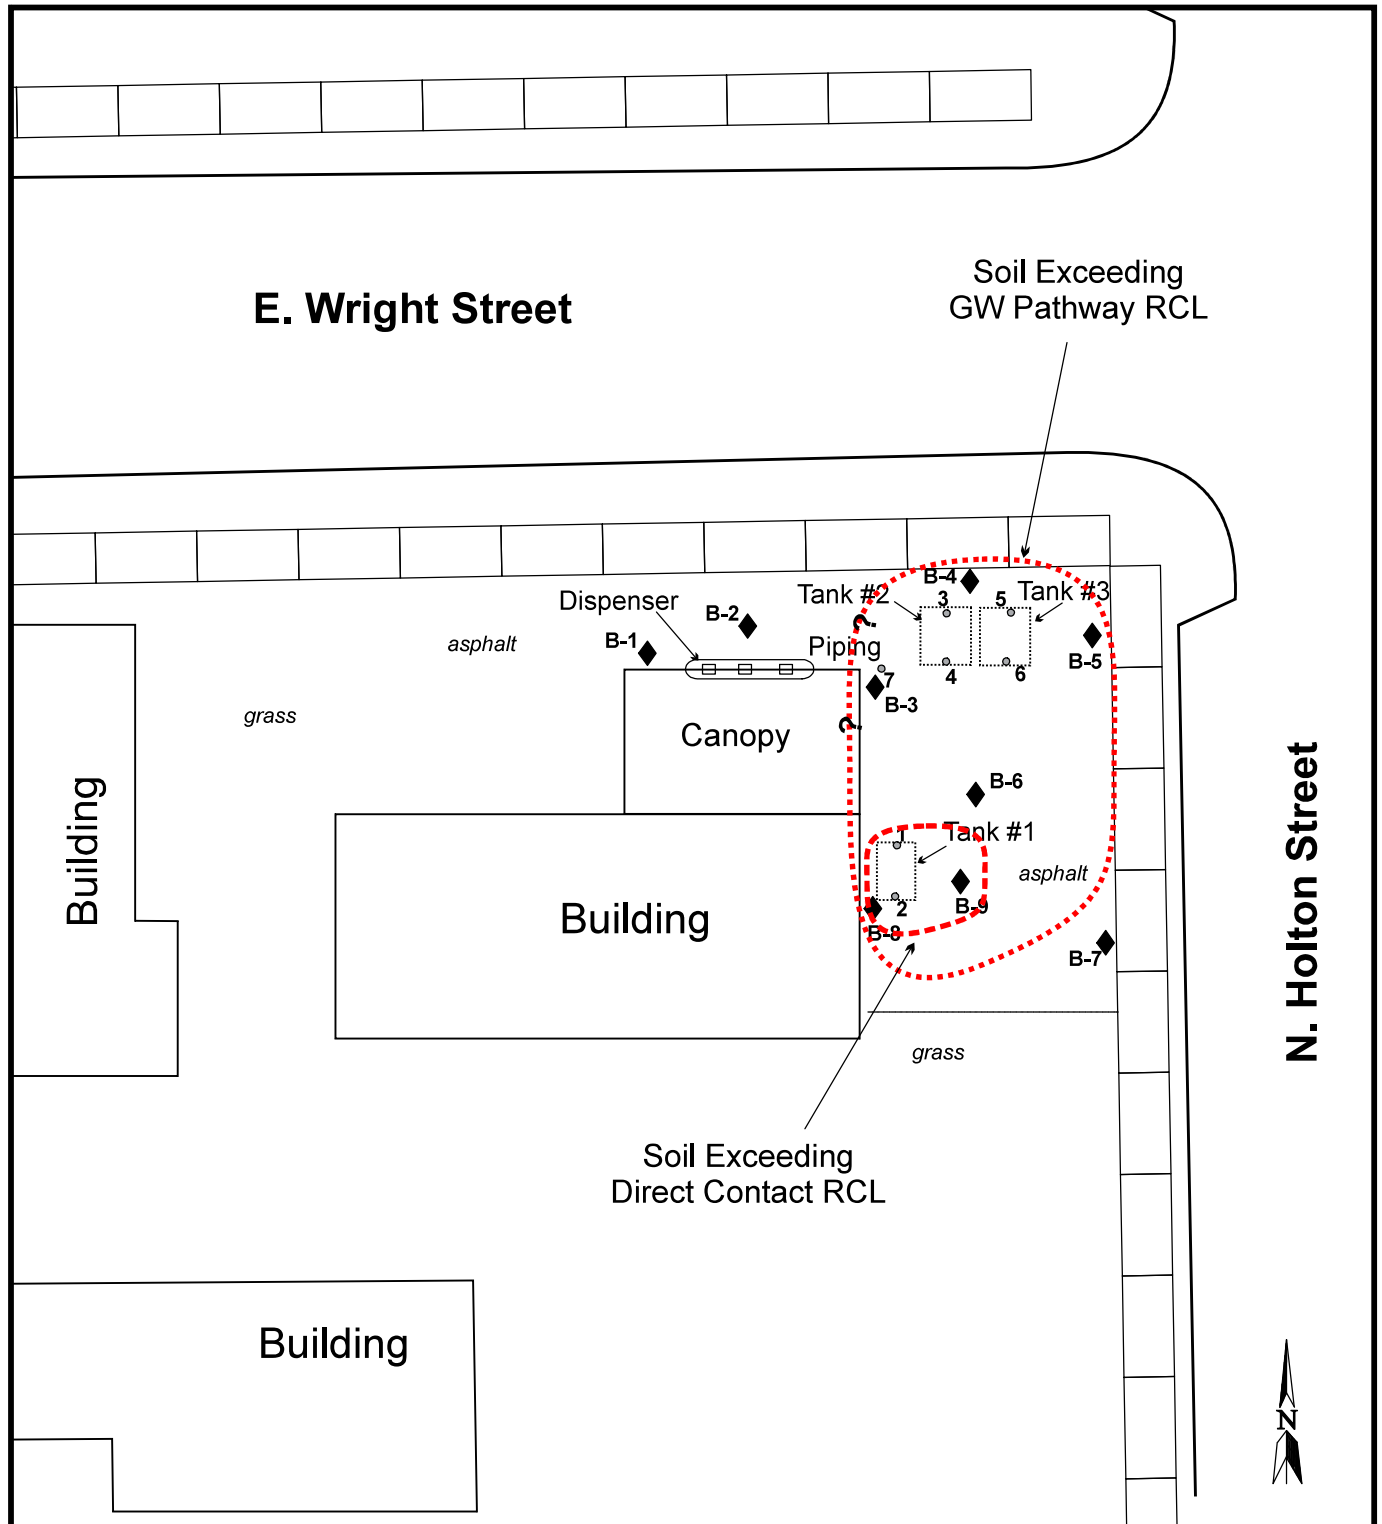 Soil Exceeding
GW Pathway RCL
E. Wright Street
B-4
Tank #2
3
5
Tank #3
Dispenser
B-2
?
B-1
asphalt
Piping
B-5
4
6
7
B-3
grass
?
Canopy
B-6
Building
N. Holton Street
1
Tank #1
asphalt
2
B-9
Building
B-8
B-7
grass
Soil Exceeding
Direct Contact RCL
Building
N